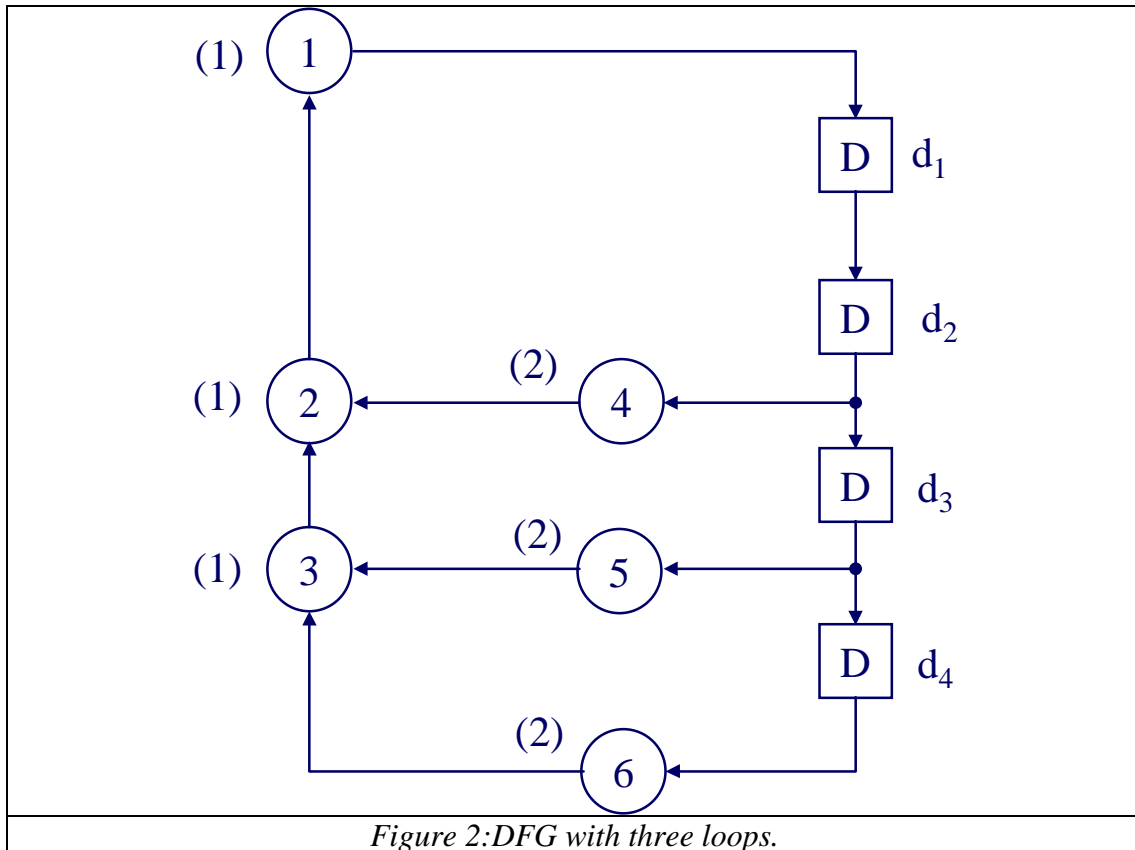 (1) 1
D d1
D d2
(2)
(1) 2 4
D d3
(2)
(1) 3 5
D d4
(2)
6
Figure 2:DFG with three loops.